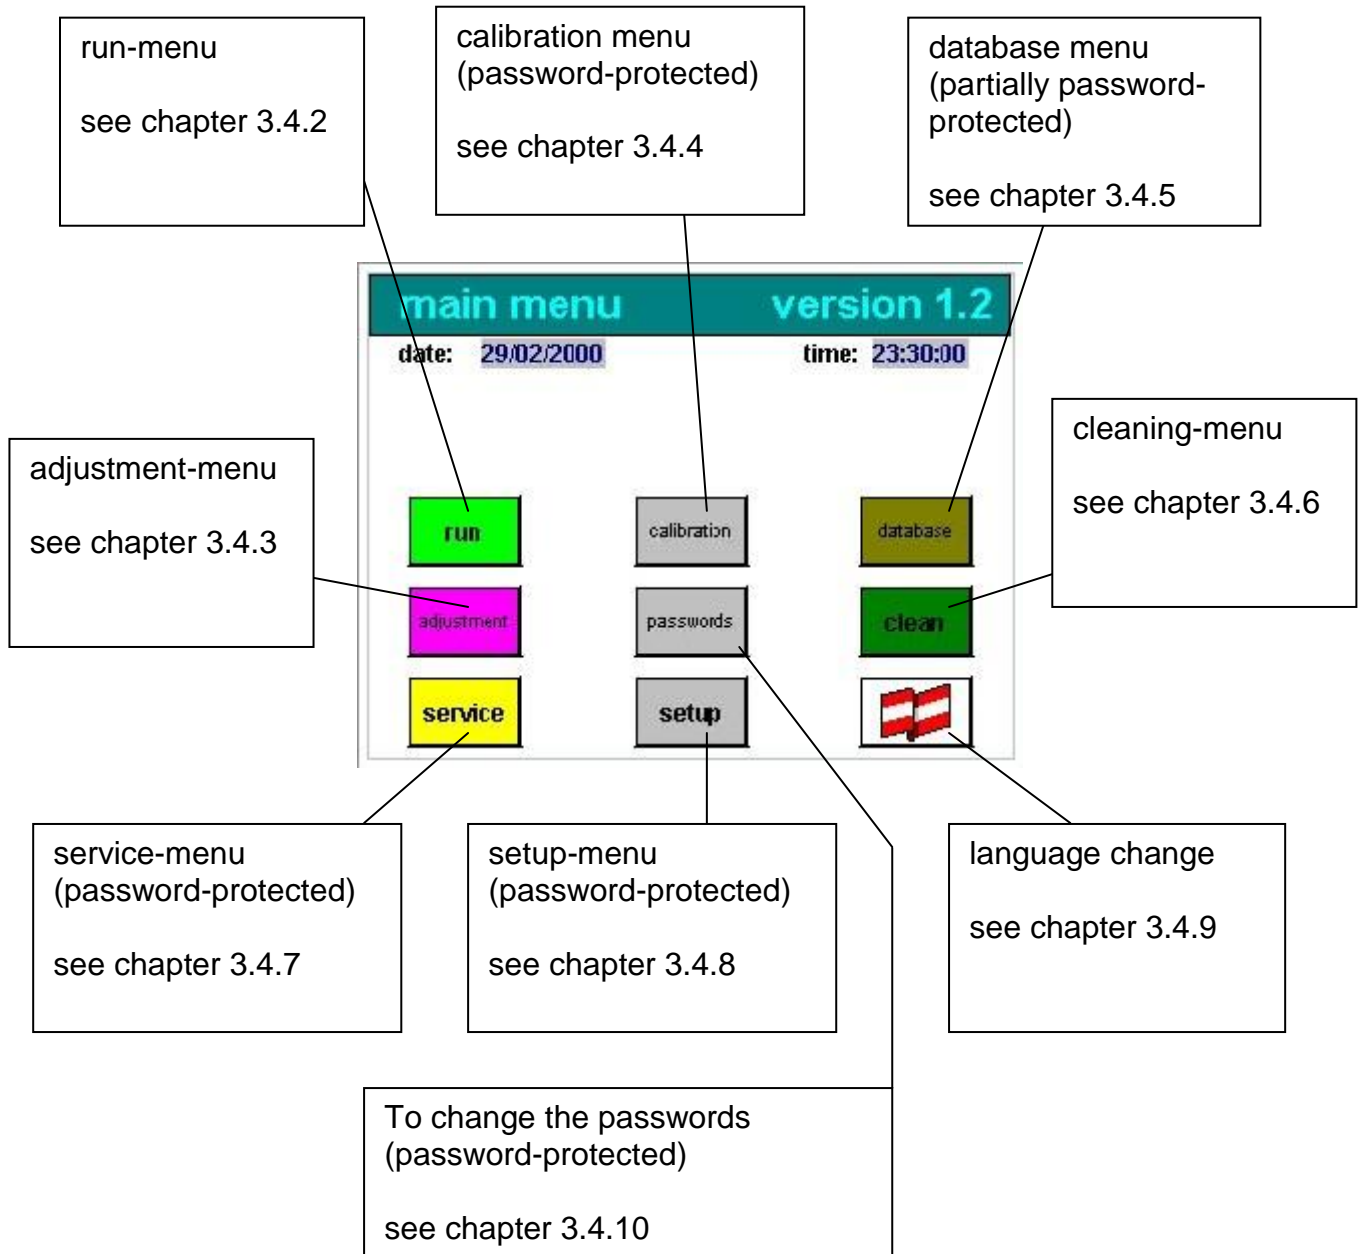 run-menu
see chapter 3.4.2
calibration menu
(password-protected)
see chapter 3.4.4
database menu
(partially password-
protected)
see chapter 3.4.5
main menu version 1.2
date: 29/02/2000 time: 23:30:00
adjustment-menu
see chapter 3.4.3
cleaning-menu
see chapter 3.4.6
run calibration database
adjustment passwords clean
service setup
service-menu
(password-protected)
see chapter 3.4.7
setup-menu
(password-protected)
see chapter 3.4.8
language change
see chapter 3.4.9
To change the passwords
(password-protected)
see chapter 3.4.10